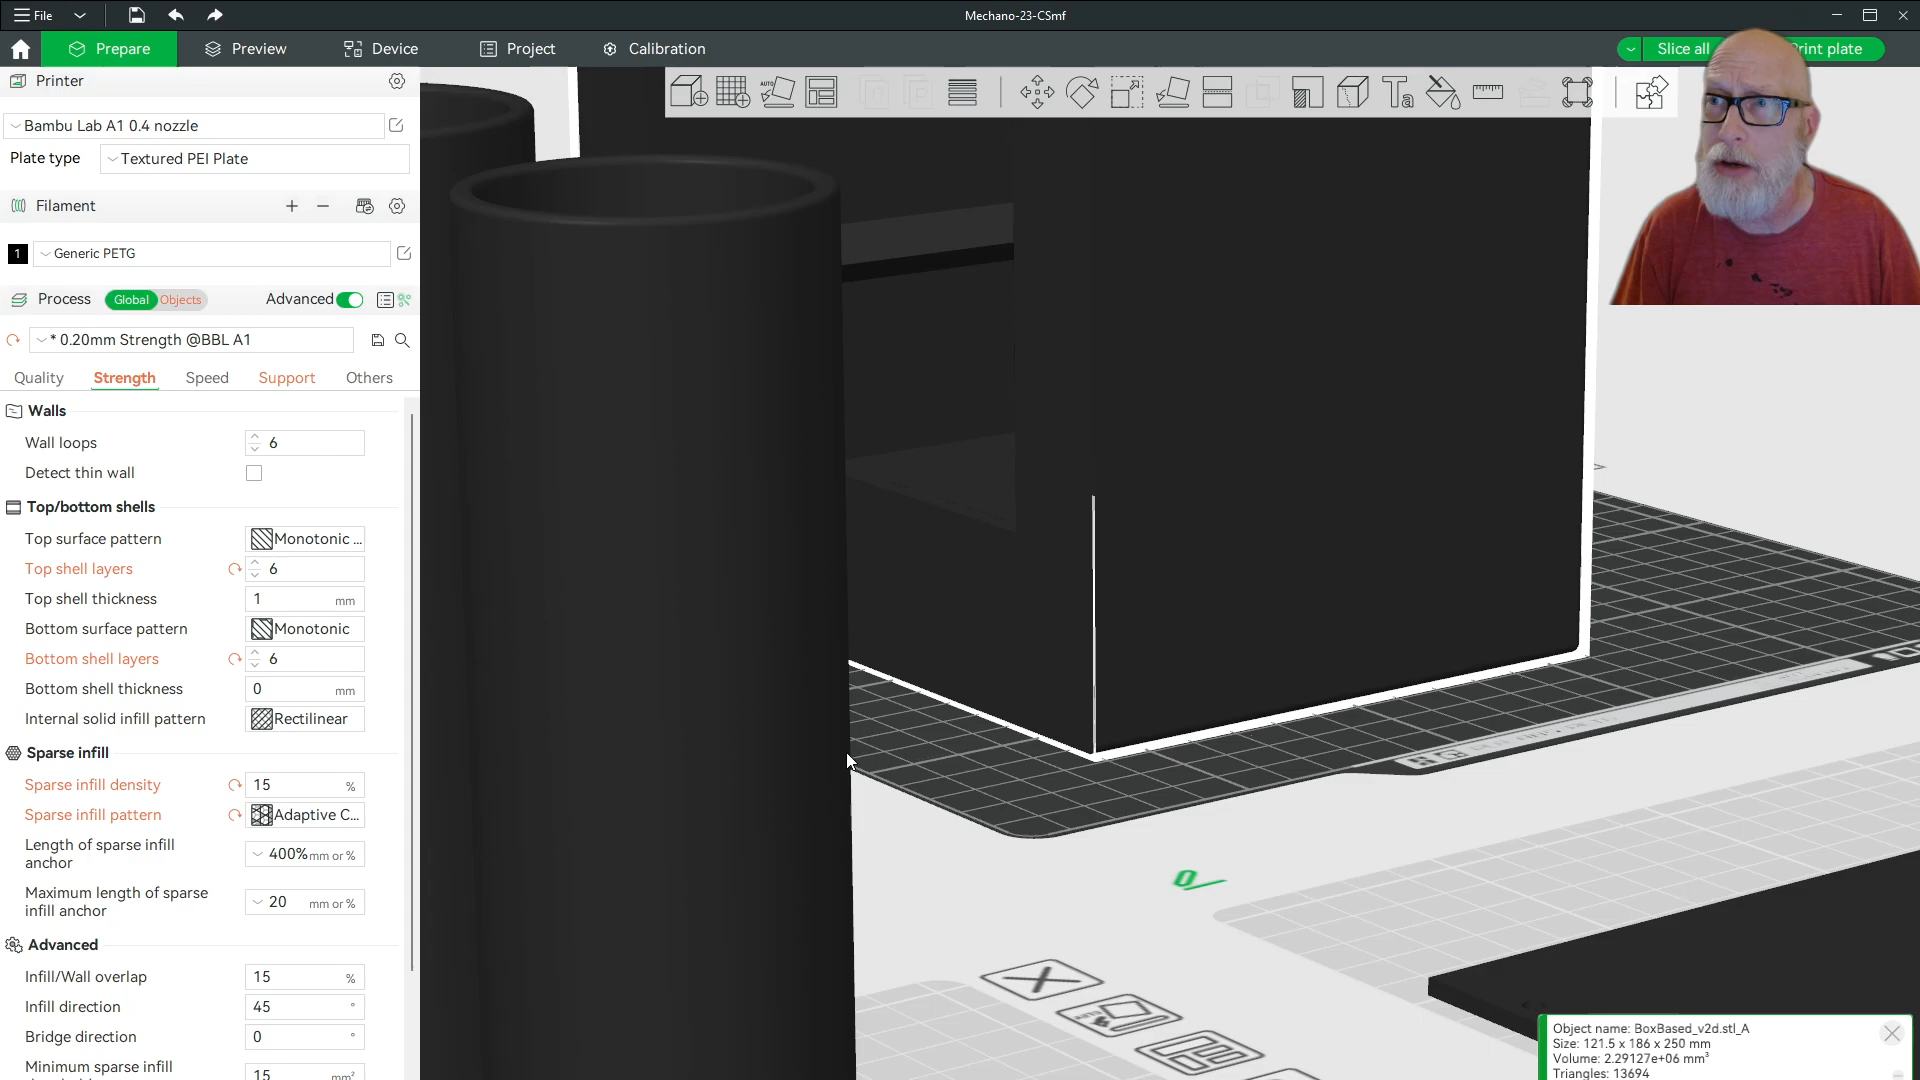 File
Mechano-23-CSmf
Prepare
Preview
Device
Project
Calibration
Slice all
Print plate
Printer
Bambu Lab A1 0.4 nozzle
Plate type
Textured PEI Plate
AUTO
Filament
1
Generic PETG
Process
Global
Objects
Advanced
* 0.20mm Strength @BBL A1
Quality
Strength
Speed
Support
Others
Walls
Wall loops
6
Detect thin wall
Top/bottom shells
Top surface pattern
Monotonic ...
Top shell layers
6
Top shell thickness
1 mm
Bottom surface pattern
Monotonic
Bottom shell layers
6
Bottom shell thickness
0 mm
Internal solid infill pattern
Rectilinear
Sparse infill
Sparse infill density
15 %
Sparse infill pattern
Adaptive C...
Length of sparse infill
anchor
400% mm or %
Maximum length of sparse
infill anchor
20 mm or %
Advanced
Infill/Wall overlap
15 %
Infill direction
45 °
Bridge direction
0 °
Minimum sparse infill
15 mm²
Object name: BoxBased_v2d.stl_A
Size: 121.5 x 186 x 250 mm
Volume: 2.29127e+06 mm³
Triangles: 13694